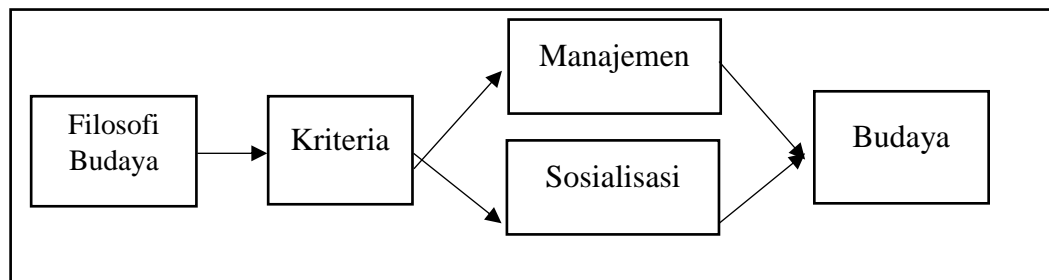 Filosofi
Budaya
Kriteria
Manajemen
Sosialisasi
Budaya